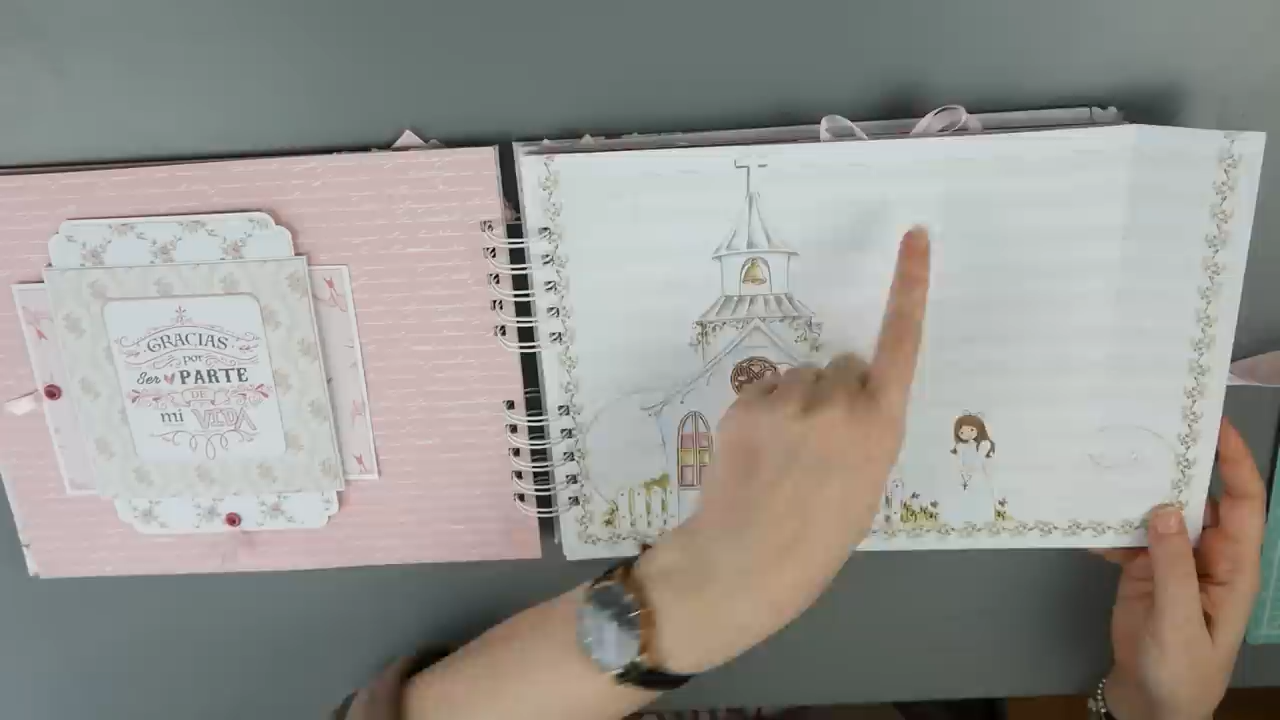 GRACIAS
por
Ser PARTE
DE
mi VIDA